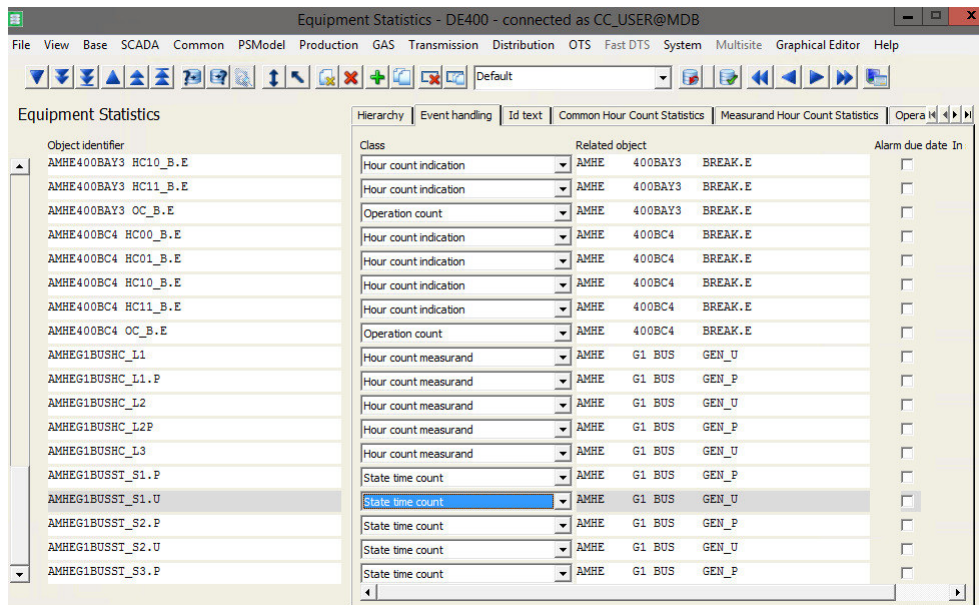 Equipment Statistics - DE400 - connected as CC_USER@MDB
File View Base SCADA Common PSModel Production GAS Transmission Distribution OTS Fast DTS System Multisite Graphical Editor Help
Default
Equipment Statistics
Hierarchy Event handling Id text Common Hour Count Statistics Measurand Hour Count Statistics Opera
Object identifier Class Related object Alarm due date In
AMHE400BAY3 HC10_B.E Hour count indication AMHE 400BAY3 BREAK.E
AMHE400BAY3 HC11_B.E Hour count indication AMHE 400BAY3 BREAK.E
AMHE400BAY3 OC_B.E Operation count AMHE 400BAY3 BREAK.E
AMHE400BC4 HC00_B.E Hour count indication AMHE 400BC4 BREAK.E
AMHE400BC4 HC01_B.E Hour count indication AMHE 400BC4 BREAK.E
AMHE400BC4 HC10_B.E Hour count indication AMHE 400BC4 BREAK.E
AMHE400BC4 HC11_B.E Hour count indication AMHE 400BC4 BREAK.E
AMHE400BC4 OC_B.E Operation count AMHE 400BC4 BREAK.E
AMHEG1BUSHC_L1 Hour count measurand AMHE G1 BUS GEN_U
AMHEG1BUSHC_L1.P Hour count measurand AMHE G1 BUS GEN_P
AMHEG1BUSHC_L2 Hour count measurand AMHE G1 BUS GEN_U
AMHEG1BUSHC_L2P Hour count measurand AMHE G1 BUS GEN_P
AMHEG1BUSHC_L3 Hour count measurand AMHE G1 BUS GEN_U
AMHEG1BUSST_S1.P State time count AMHE G1 BUS GEN_P
AMHEG1BUSST_S1.U State time count AMHE G1 BUS GEN_U
AMHEG1BUSST_S2.P State time count AMHE G1 BUS GEN_P
AMHEG1BUSST_S2.U State time count AMHE G1 BUS GEN_U
AMHEG1BUSST_S3.P State time count AMHE G1 BUS GEN_P